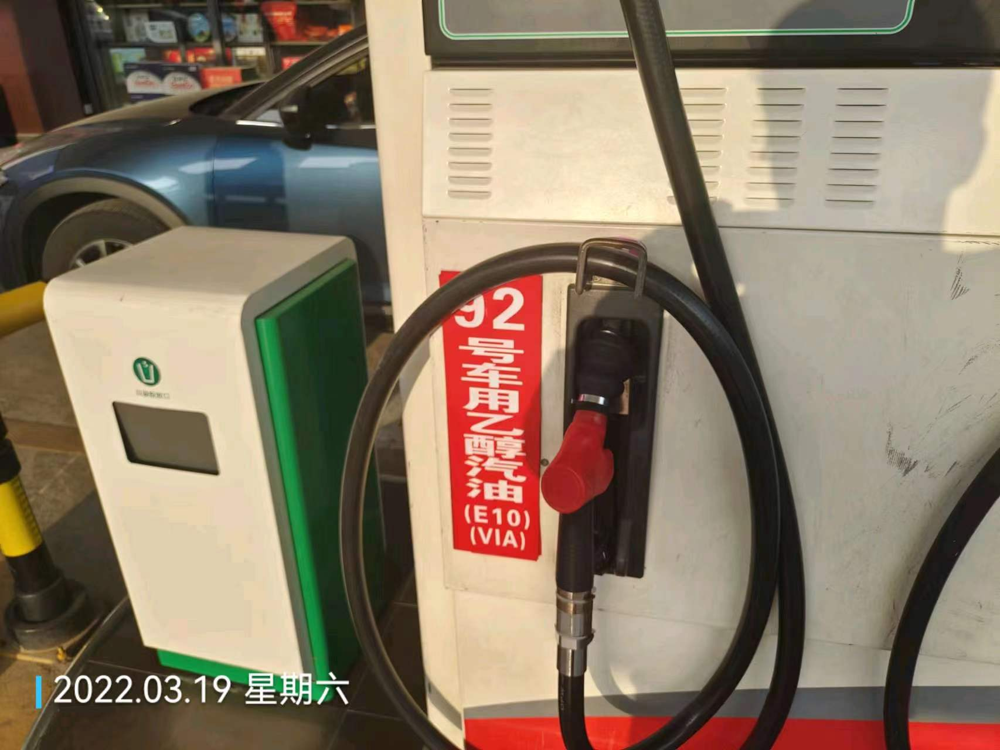 92
号
车
用
乙
醇
汽
油
(E10)
(VIA)
2022.03.19 星期六